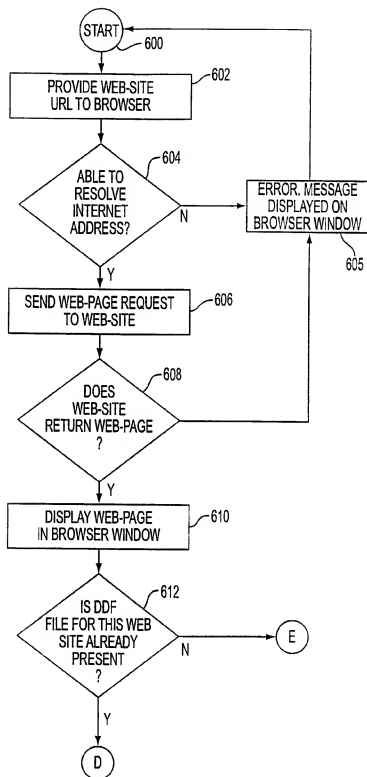 START
600
602
PROVIDE WEB-SITE
URL TO BROWSER
604
ABLE TO
RESOLVE
INTERNET
ADDRESS?
N
ERROR. MESSAGE
DISPLAYED ON
BROWSER WINDOW
605
Y
606
SEND WEB-PAGE REQUEST
TO WEB-SITE
608
DOES
WEB-SITE
RETURN WEB-PAGE
?
Y
610
DISPLAY WEB-PAGE
IN BROWSER WINDOW
612
IS DDF
FILE FOR THIS WEB
SITE ALREADY
PRESENT
?
N
E
Y
D